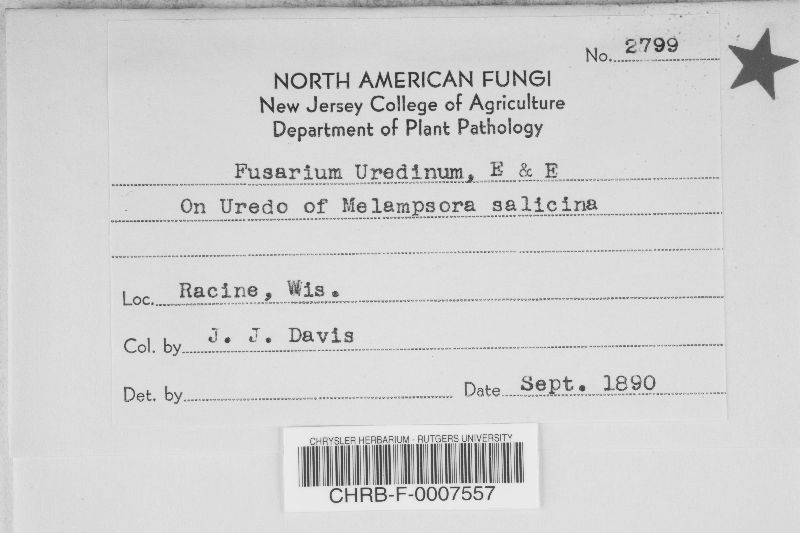 No. 2799
NORTH AMERICAN FUNGI
New Jersey College of Agriculture
Department of Plant Pathology
Fusarium Uredinum, E & E
On Uredo of Melampsora salicina
Loc. Racine, Wis.
Col. by J. J. Davis
Det. by
Date Sept. 1890
CHRYSLER HERBARIUM - RUTGERS UNIVERSITY
CHRB-F-0007557